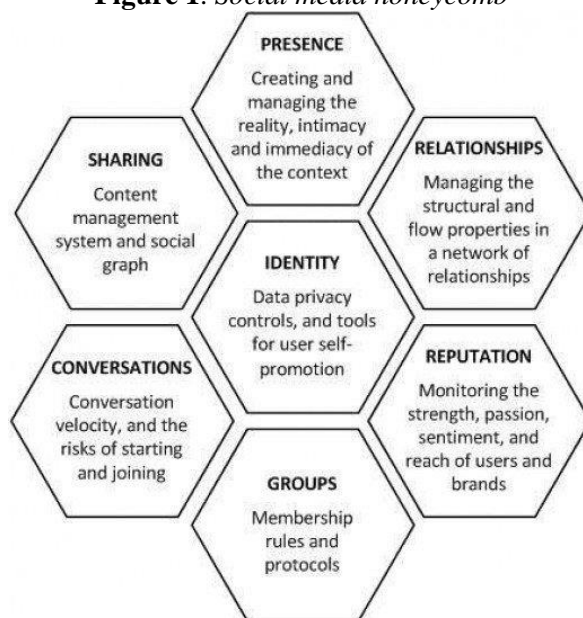 Figure 1. Social media honeycomb
PRESENCE
Creating and
managing the
reality, intimacy
and immediacy of
the context
SHARING
Content
management
system and social
graph
RELATIONSHIPS
Managing the
structural and
flow properties in
a network of
relationships
IDENTITY
Data privacy
controls, and tools
for user self-
promotion
CONVERSATIONS
Conversation
velocity, and the
risks of starting
and joining
REPUTATION
Monitoring the
strength, passion,
sentiment, and
reach of users and
brands
GROUPS
Membership
rules and
protocols